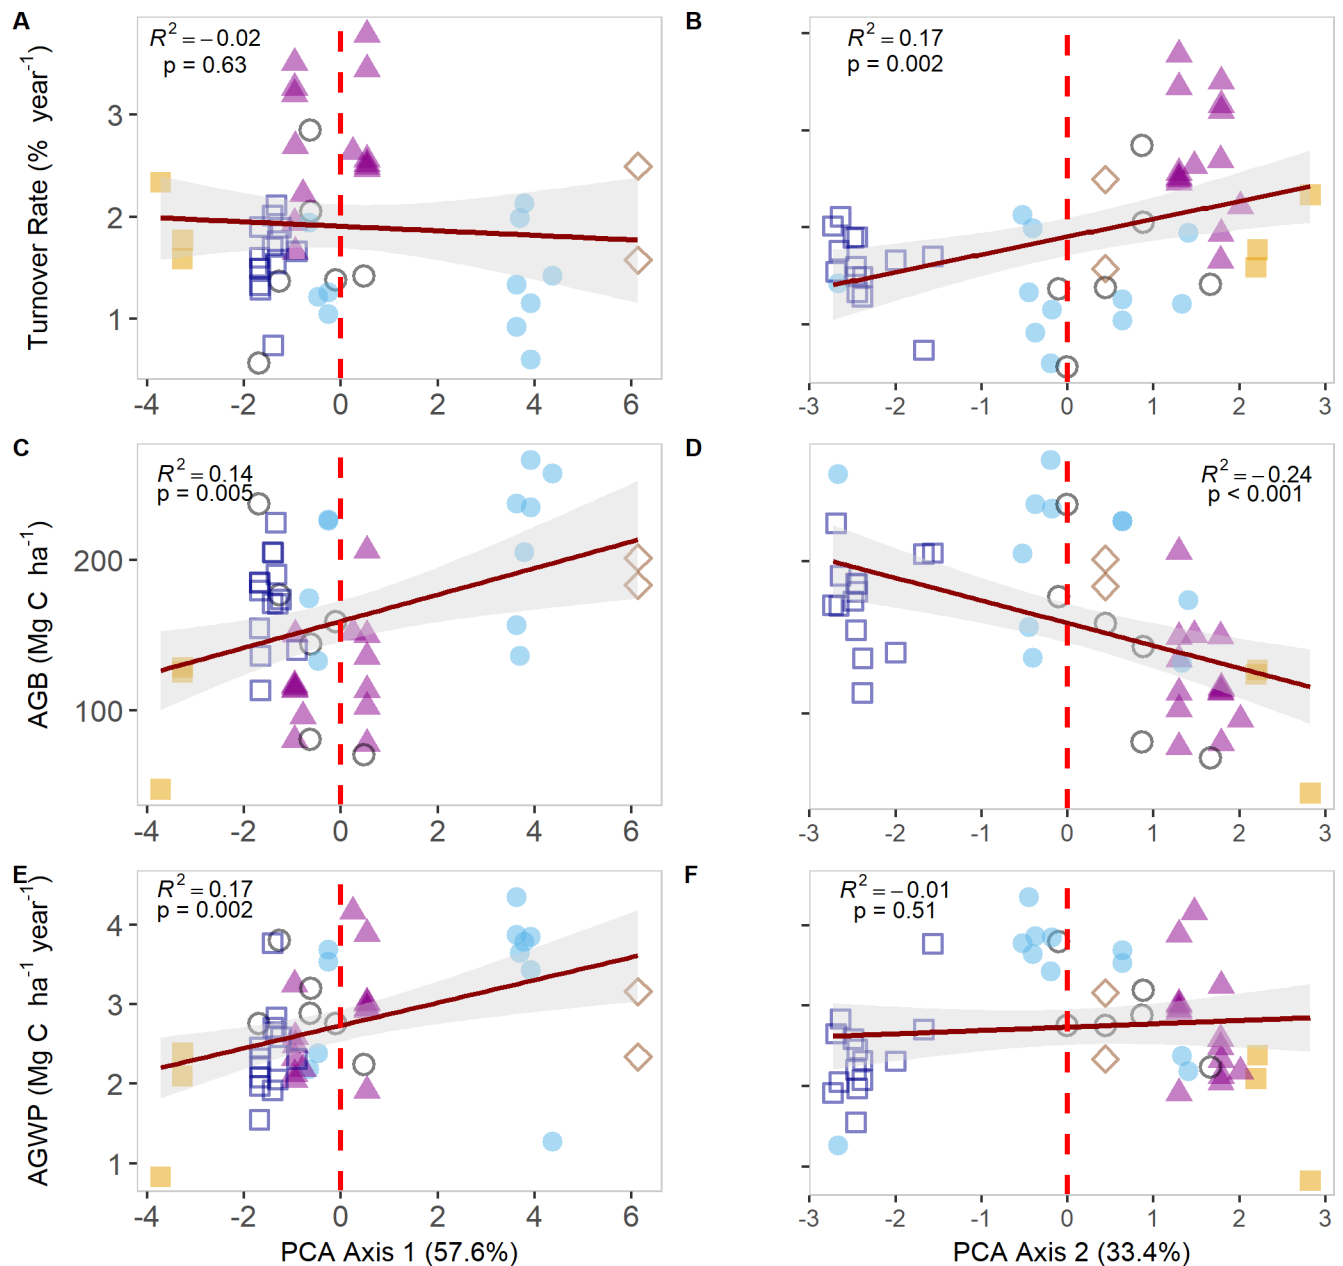 A
B
R² = −0.02
p = 0.63
R² = 0.17
p = 0.002
Turnover Rate (%  year⁻¹)
3
2
1
-4 -2 0 2 4 6
-3 -2 -1 0 1 2 3
C
D
R² = 0.14
p = 0.005
R² = −0.24
p < 0.001
AGB (Mg C  ha⁻¹)
200
100
-4 -2 0 2 4 6
-3 -2 -1 0 1 2 3
E
F
R² = 0.17
p = 0.002
R² = −0.01
p = 0.51
AGWP (Mg C  ha⁻¹ year⁻¹)
4
3
2
1
-4 -2 0 2 4 6
-3 -2 -1 0 1 2 3
PCA Axis 1 (57.6%)
PCA Axis 2 (33.4%)